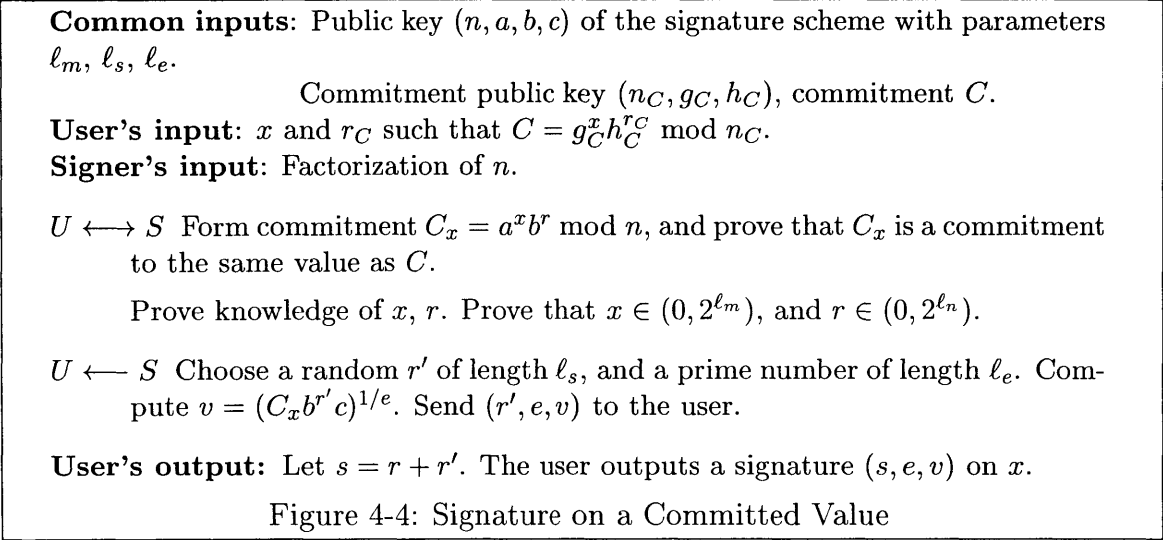 Common inputs: Public key (n, a, b, c) of the signature scheme with parameters
ℓ_m, ℓ_s, ℓ_e.
Commitment public key (n_C, g_C, h_C), commitment C.
User's input: x and r_C such that C = g_C^x h_C^{r_C} mod n_C.
Signer's input: Factorization of n.
U ⟷ S Form commitment C_x = a^x b^r mod n, and prove that C_x is a commitment
to the same value as C.
Prove knowledge of x, r. Prove that x ∈ (0, 2^{ℓ_m}), and r ∈ (0, 2^{ℓ_n}).
U ⟵ S Choose a random r′ of length ℓ_s, and a prime number of length ℓ_e. Com-
pute v = (C_x b^{r′} c)^{1/e}. Send (r′, e, v) to the user.
User's output: Let s = r + r′. The user outputs a signature (s, e, v) on x.
Figure 4-4: Signature on a Committed Value